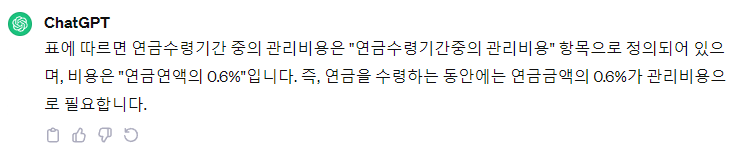 ChatGPT
표에 따르면 연금수령기간 중의 관리비용은 "연금수령기간중의 관리비용" 항목으로 정의되어 있으
며, 비용은 "연금연액의 0.6%"입니다. 즉, 연금을 수령하는 동안에는 연금금액의 0.6%가 관리비용으
로 필요합니다.